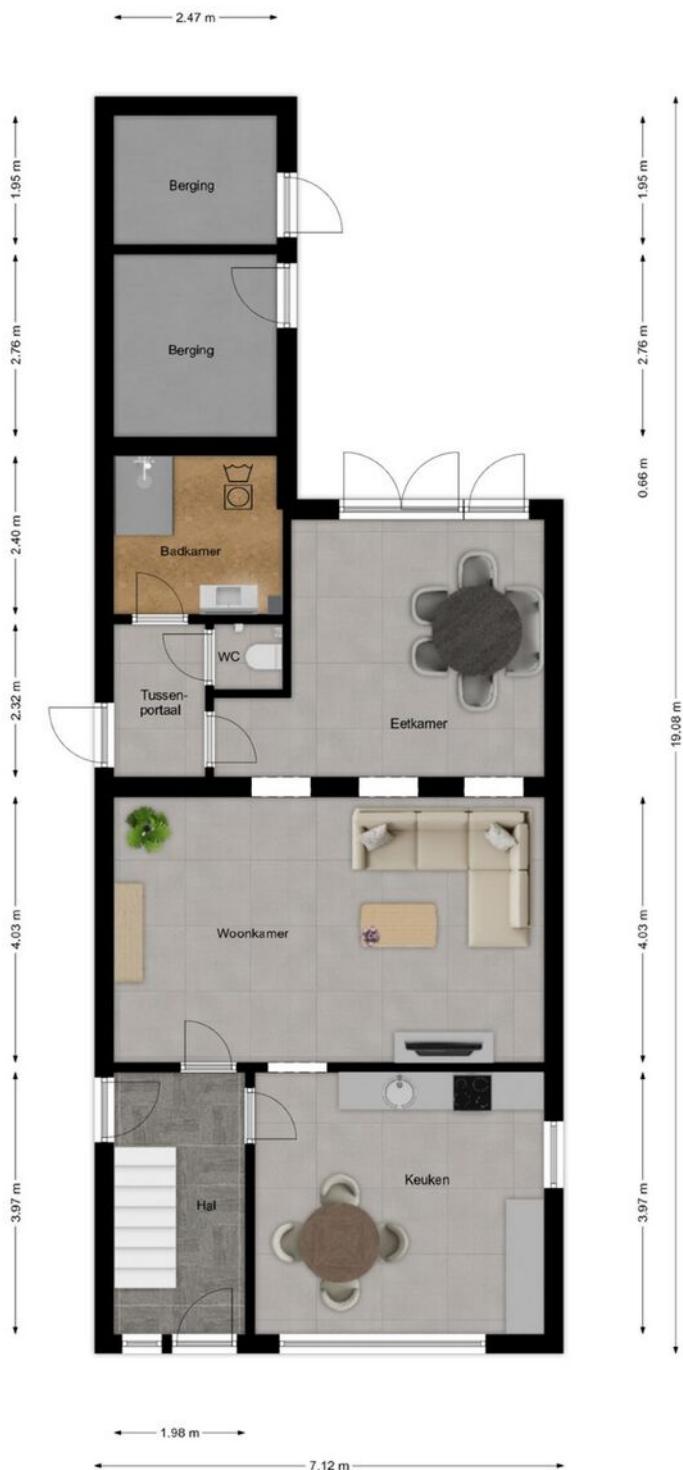 2.47 m
1.95 m
Berging
1.95 m
2.76 m
Berging
2.76 m
0.66 m
2.40 m
Badkamer
2.32 m
WC
Tussen-
portaal
Eetkamer
19.08 m
4.03 m
Woonkamer
4.03 m
3.97 m
Hal
Keuken
3.97 m
1.98 m
7.12 m